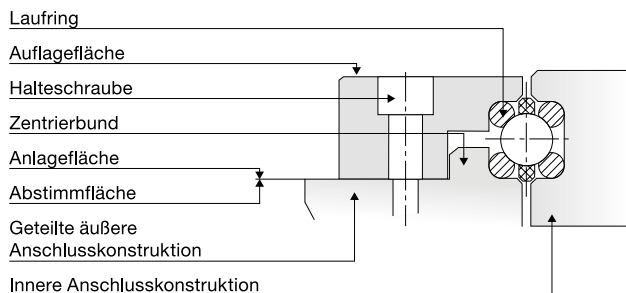 Laufring
Auflagefläche
Halteschraube
Zentrierbund
Anlagefläche
Abstimmfläche
Geteilte äußere
Anschlusskonstruktion
Innere Anschlusskonstruktion